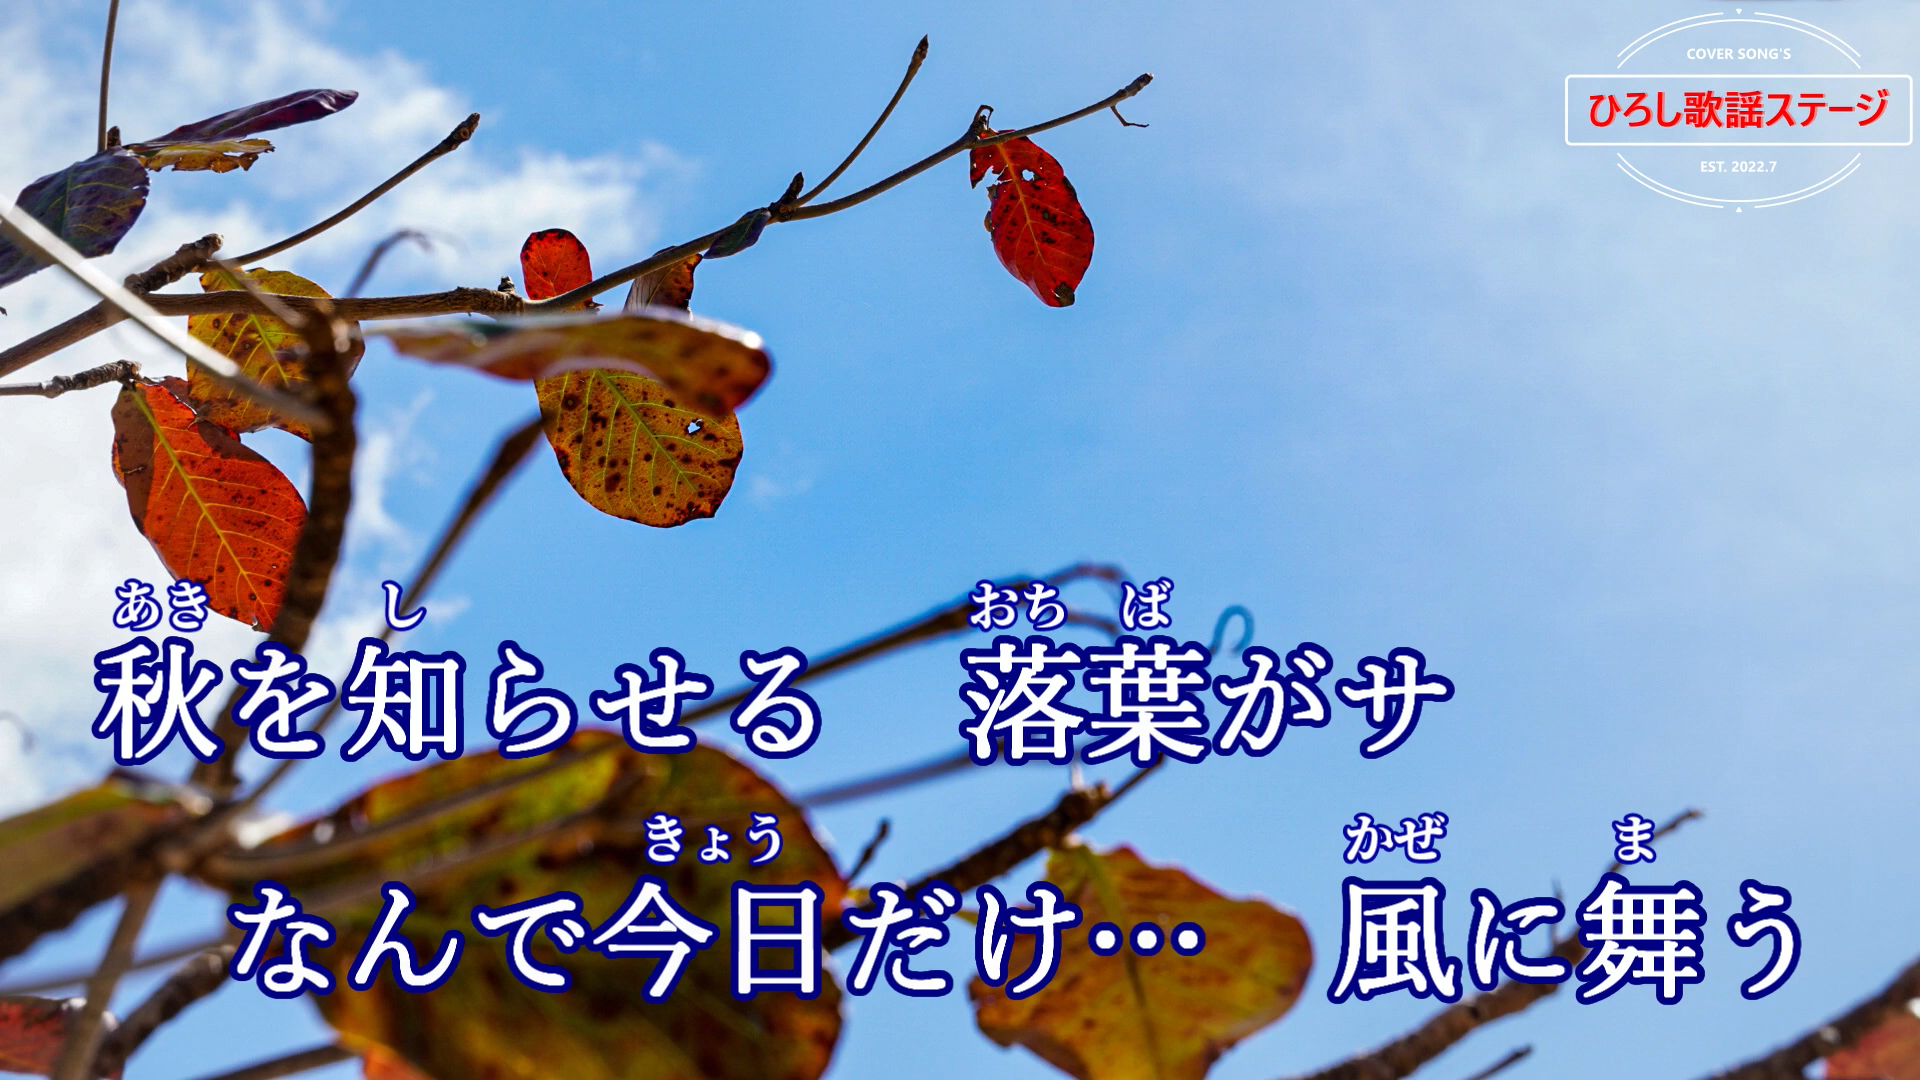 COVER SONG'S
ひろし歌謡ステージ
EST. 2022.7
あき し おち ば
秋を知らせる 落葉がサ
きょう かぜ ま
なんで今日だけ… 風に舞う